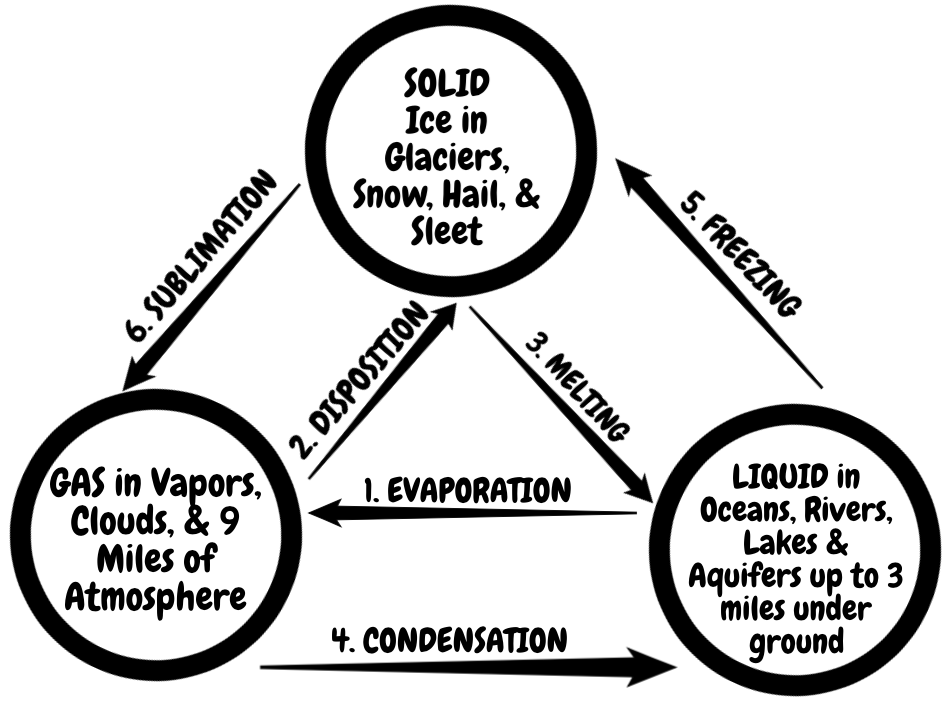 SOLID
Ice in
Glaciers,
Snow, Hail, &
Sleet
6. SUBLIMATION
5. FREEZING
2. DISPOSITION
3. MELTING
GAS in Vapors,
Clouds, & 9
Miles of
Atmosphere
1. EVAPORATION
LIQUID in
Oceans, Rivers,
Lakes &
Aquifers up to 3
miles under
ground
4. CONDENSATION